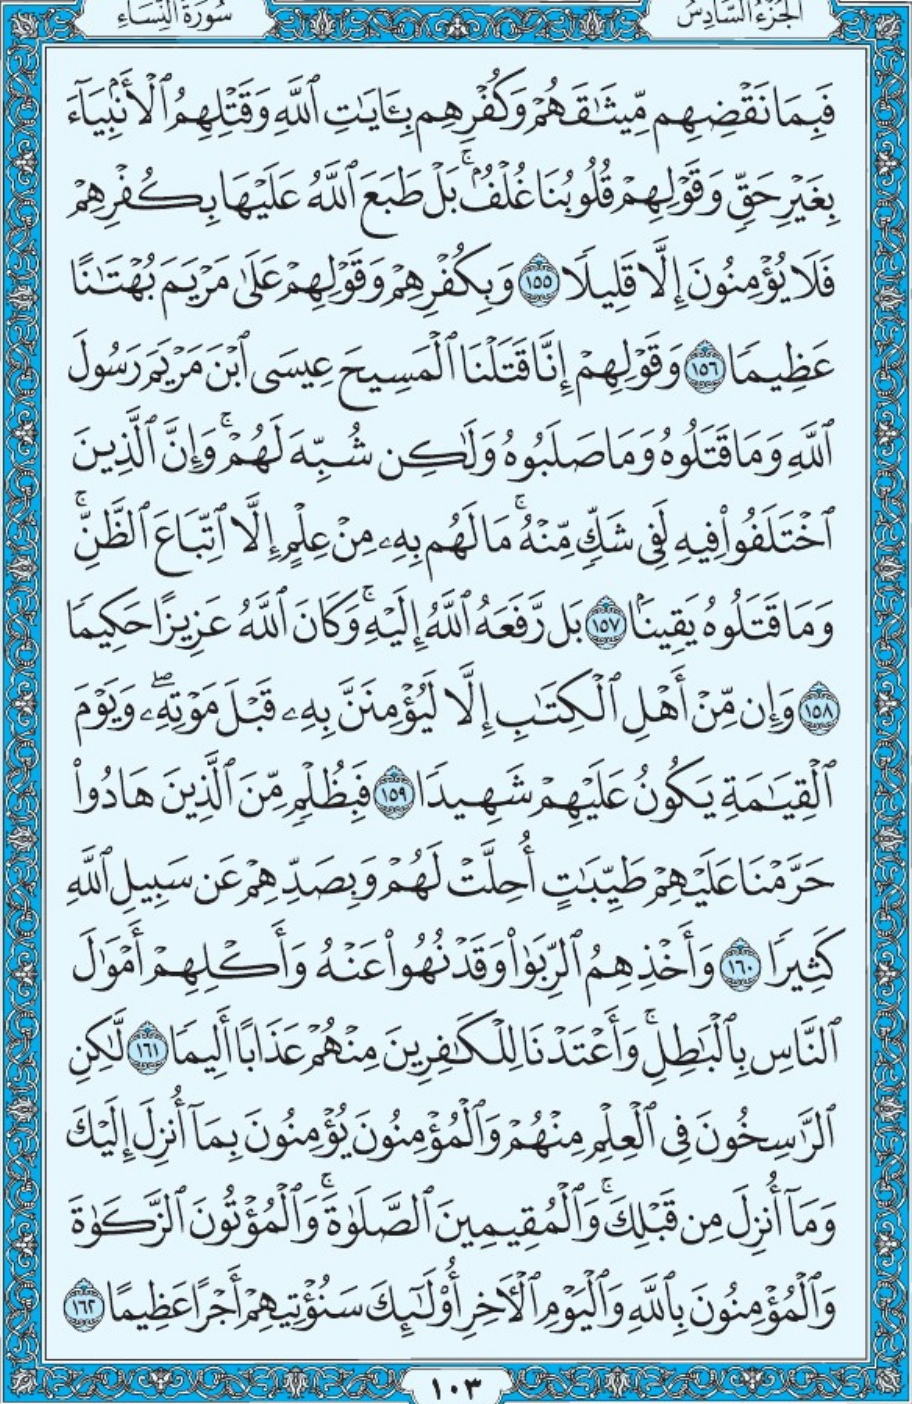 الجُزْءُ السَّادِسُ
سُورَةُ النِّسَاءِ
فَبِمَا نَقْضِهِم مِّيثَـٰقَهُمْ وَكُفْرِهِم بِـَٔايَـٰتِ ٱللَّهِ وَقَتْلِهِمُ ٱلْأَنۢبِيَآءَ
بِغَيْرِ حَقٍّ وَقَوْلِهِمْ قُلُوبُنَا غُلْفُۢ ۚ بَلْ طَبَعَ ٱللَّهُ عَلَيْهَا بِكُفْرِهِمْ
فَلَا يُؤْمِنُونَ إِلَّا قَلِيلًا ١٥٥ وَبِكُفْرِهِمْ وَقَوْلِهِمْ عَلَىٰ مَرْيَمَ بُهْتَـٰنًا
عَظِيمًا ١٥٦ وَقَوْلِهِمْ إِنَّا قَتَلْنَا ٱلْمَسِيحَ عِيسَى ٱبْنَ مَرْيَمَ رَسُولَ
ٱللَّهِ وَمَا قَتَلُوهُ وَمَا صَلَبُوهُ وَلَـٰكِن شُبِّهَ لَهُمْ ۚ وَإِنَّ ٱلَّذِينَ
ٱخْتَلَفُوا۟ فِيهِ لَفِى شَكٍّ مِّنْهُ ۚ مَا لَهُم بِهِۦ مِنْ عِلْمٍ إِلَّا ٱتِّبَاعَ ٱلظَّنِّ ۚ
وَمَا قَتَلُوهُ يَقِينًۢا ١٥٧ بَل رَّفَعَهُ ٱللَّهُ إِلَيْهِ ۚ وَكَانَ ٱللَّهُ عَزِيزًا حَكِيمًا
١٥٨ وَإِن مِّنْ أَهْلِ ٱلْكِتَـٰبِ إِلَّا لَيُؤْمِنَنَّ بِهِۦ قَبْلَ مَوْتِهِۦ ۖ وَيَوْمَ
ٱلْقِيَـٰمَةِ يَكُونُ عَلَيْهِمْ شَهِيدًا ١٥٩ فَبِظُلْمٍ مِّنَ ٱلَّذِينَ هَادُوا۟
حَرَّمْنَا عَلَيْهِمْ طَيِّبَـٰتٍ أُحِلَّتْ لَهُمْ وَبِصَدِّهِمْ عَن سَبِيلِ ٱللَّهِ
كَثِيرًا ١٦٠ وَأَخْذِهِمُ ٱلرِّبَوٰا۟ وَقَدْ نُهُوا۟ عَنْهُ وَأَكْلِهِمْ أَمْوَٰلَ
ٱلنَّاسِ بِٱلْبَـٰطِلِ ۚ وَأَعْتَدْنَا لِلْكَـٰفِرِينَ مِنْهُمْ عَذَابًا أَلِيمًا ١٦١ لَّـٰكِنِ
ٱلرَّٰسِخُونَ فِى ٱلْعِلْمِ مِنْهُمْ وَٱلْمُؤْمِنُونَ يُؤْمِنُونَ بِمَآ أُنزِلَ إِلَيْكَ
وَمَآ أُنزِلَ مِن قَبْلِكَ ۚ وَٱلْمُقِيمِينَ ٱلصَّلَوٰةَ ۚ وَٱلْمُؤْتُونَ ٱلزَّكَوٰةَ
وَٱلْمُؤْمِنُونَ بِٱللَّهِ وَٱلْيَوْمِ ٱلْـَٔاخِرِ أُو۟لَـٰٓئِكَ سَنُؤْتِيهِمْ أَجْرًا عَظِيمًا ١٦٢
١٠٣